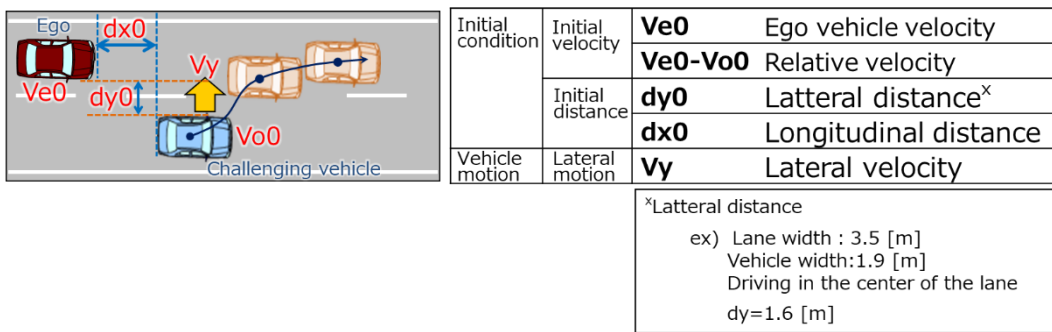 Ego
dx0
Vy
Ve0
dy0
Vo0
Challenging vehicle
Initial condition
Initial velocity
Ve0 Ego vehicle velocity
Ve0-Vo0 Relative velocity
Initial distance
dy0 Latteral distanceˣ
dx0 Longitudinal distance
Vehicle motion
Lateral motion
Vy Lateral velocity
ˣLatteral distance
ex) Lane width : 3.5 [m]
Vehicle width:1.9 [m]
Driving in the center of the lane
dy=1.6 [m]